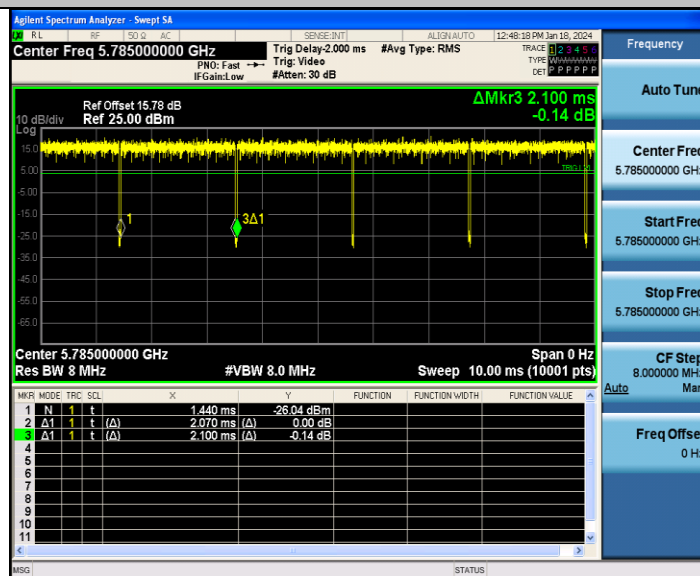 Agilent Spectrum Analyzer - Swept SA
RL RF 50 Ω AC SENSE:INT ALIGN AUTO 12:48:18 PM Jan 18, 2024
Center Freq 5.785000000 GHz
PNO: Fast
IFGain:Low
Trig Delay-2.000 ms
Trig: Video
#Atten: 30 dB
#Avg Type: RMS
TRACE 1 2 3 4 5 6
TYPE
DET P P P P P P
Ref Offset 15.78 dB
10 dB/div Ref 25.00 dBm
Log
ΔMkr3 2.100 ms
-0.14 dB
15.0
5.00
TRIG LVL
-5.00
-15.0
1
3Δ1
-25.0
-35.0
-45.0
-55.0
-65.0
Center 5.785000000 GHz Span 0 Hz
Res BW 8 MHz #VBW 8.0 MHz Sweep 10.00 ms (10001 pts)
MKR MODE TRC SCL X Y FUNCTION FUNCTION WIDTH FUNCTION VALUE
1 N 1 t 1.440 ms -26.04 dBm
2 Δ1 1 t (Δ) 2.070 ms (Δ) 0.00 dB
3 Δ1 1 t (Δ) 2.100 ms (Δ) -0.14 dB
4
5
6
7
8
9
10
11
MSG STATUS
Frequency
Auto Tune
Center Freq
5.785000000 GHz
Start Freq
5.785000000 GHz
Stop Freq
5.785000000 GHz
CF Step
8.000000 MHz
Auto Man
Freq Offset
0 Hz